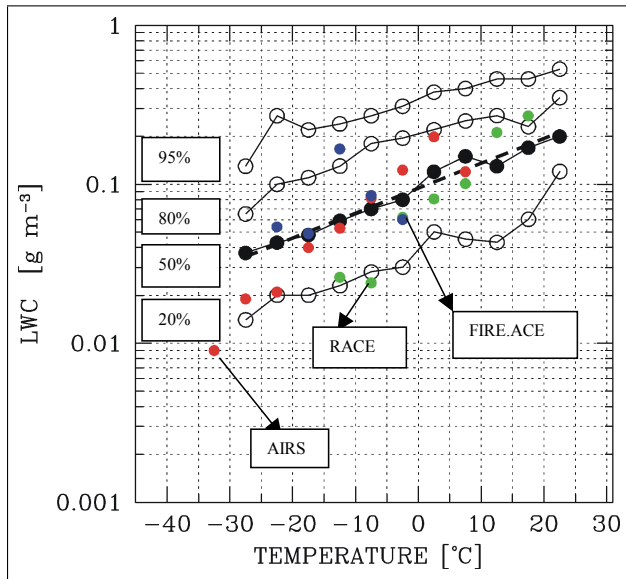 1
0.1
0.01
0.001
LWC [g m⁻³]
95%
80%
50%
20%
RACE
FIRE.ACE
AIRS
−40 −30 −20 −10 0 10 20 30
TEMPERATURE [°C]